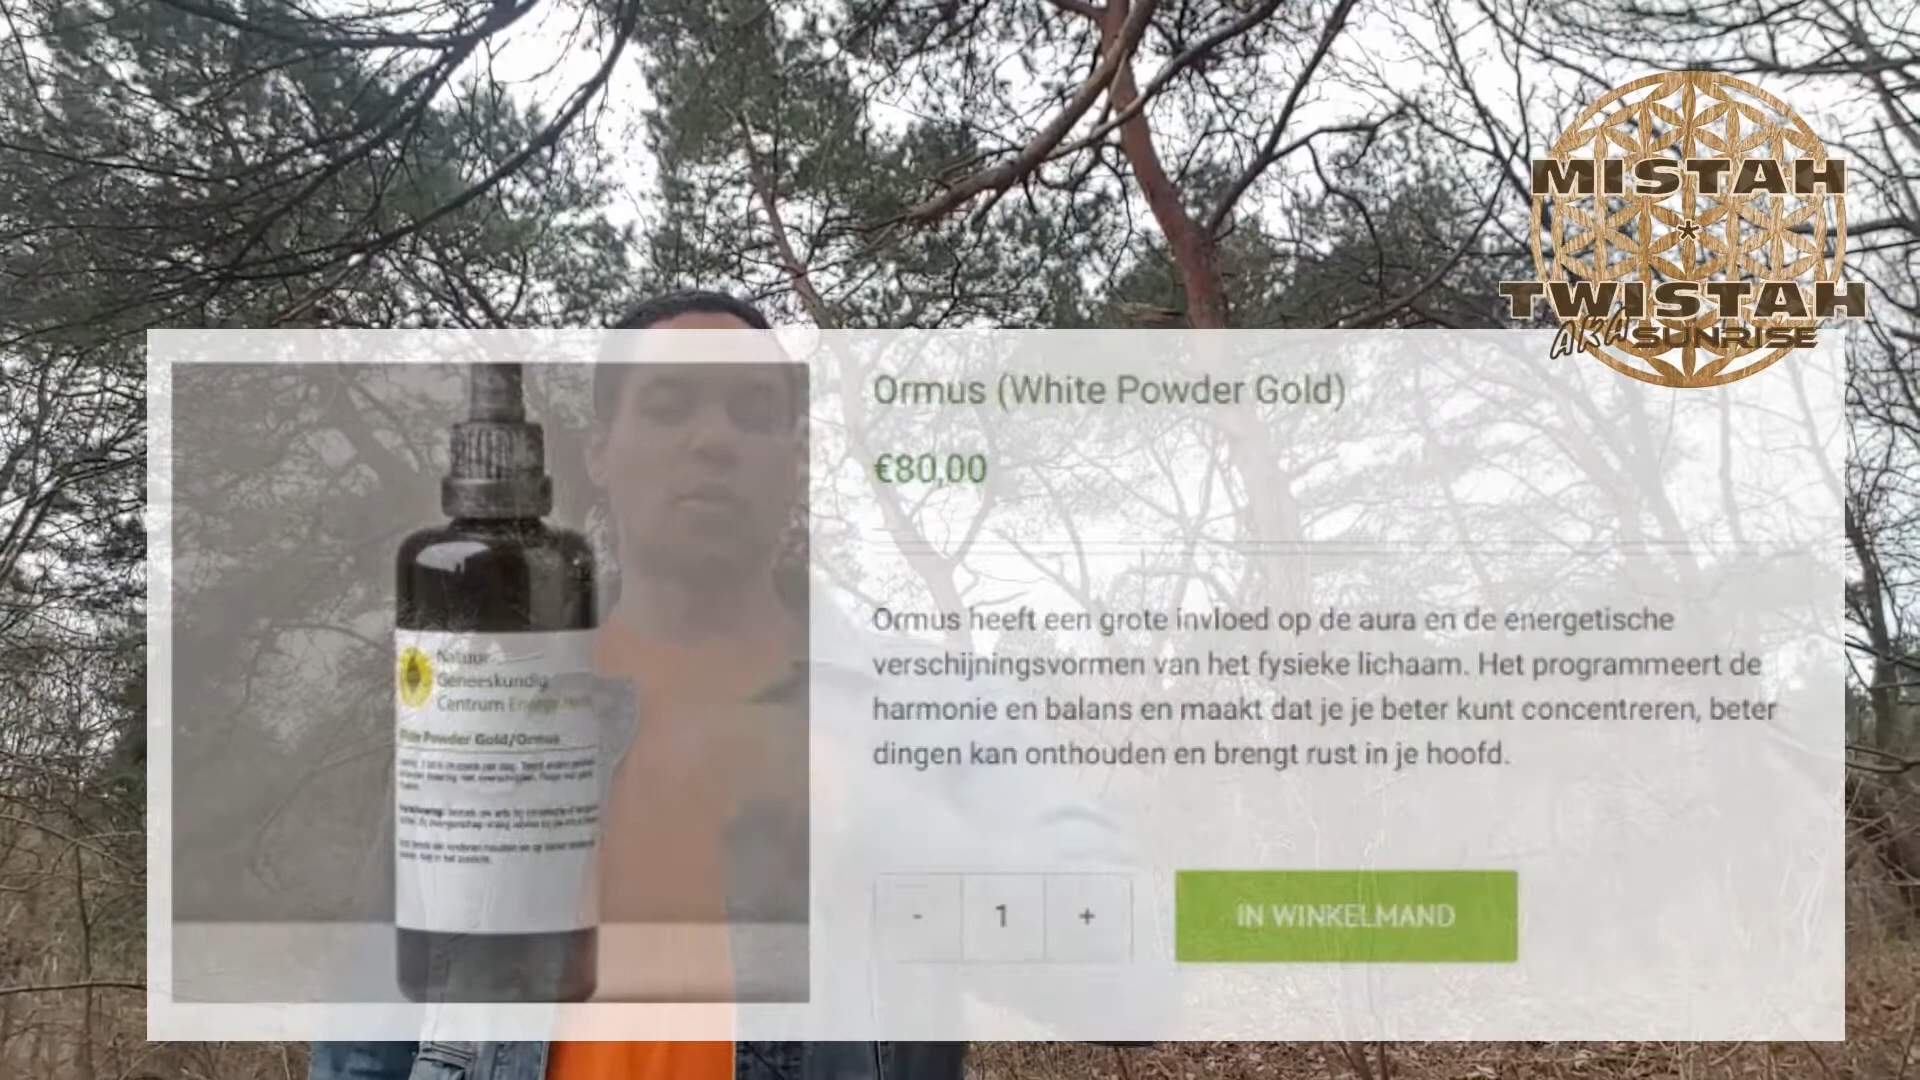 MISTAH
*
TWISTAH
AKA SUNRISE
Ormus (White Powder Gold)
€80,00
Ormus heeft een grote invloed op de aura en de energetische
verschijningsvormen van het fysieke lichaam. Het programmeert de
harmonie en balans en maakt dat je je beter kunt concentreren, beter
dingen kan onthouden en brengt rust in je hoofd.
- 1 +
IN WINKELMAND
Natuur
Geneeskundig
Centrum
White Powder Gold/Ormus